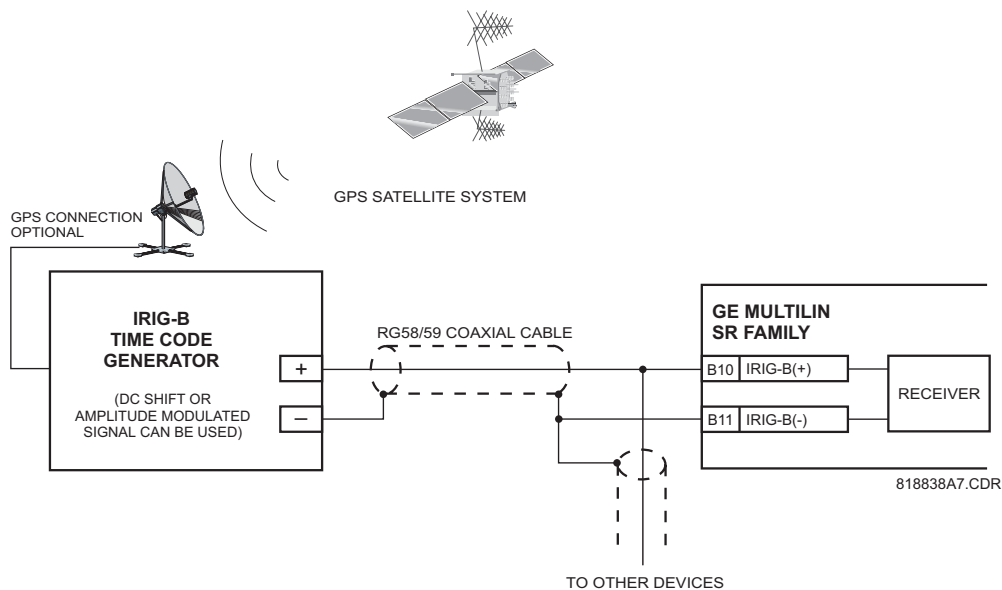 GPS SATELLITE SYSTEM
GPS CONNECTION
OPTIONAL
IRIG-B
TIME CODE
GENERATOR
(DC SHIFT OR
AMPLITUDE MODULATED
SIGNAL CAN BE USED)
+
–
RG58/59 COAXIAL CABLE
GE MULTILIN
SR FAMILY
B10 IRIG-B(+)
B11 IRIG-B(-)
RECEIVER
818838A7.CDR
TO OTHER DEVICES